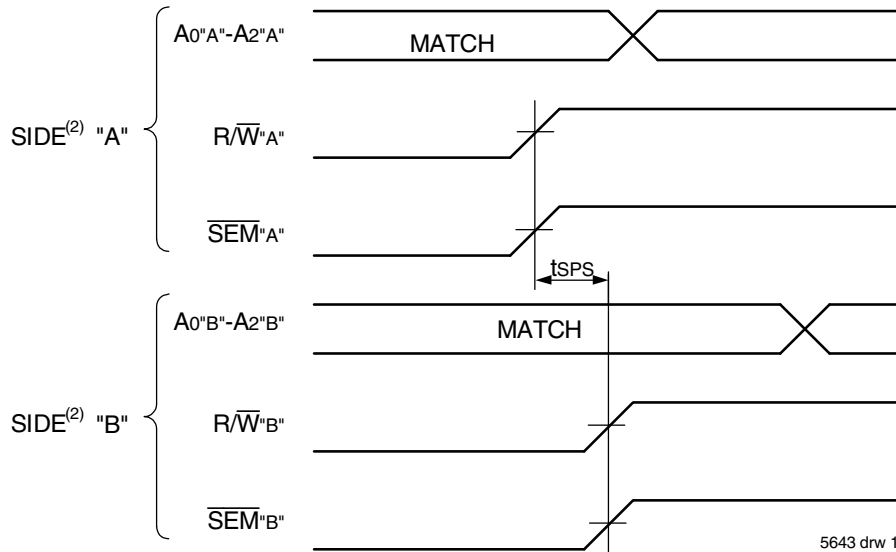 A0"A"-A2"A"
MATCH
SIDE(2) "A"
R/W"A"
SEM"A"
tSPS
A0"B"-A2"B"
MATCH
SIDE(2) "B"
R/W"B"
SEM"B"
5643 drw 1